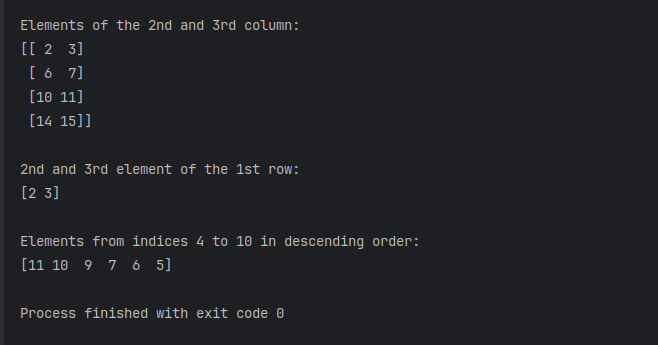 Elements of the 2nd and 3rd column:
[[ 2  3]
 [ 6  7]
 [10 11]
 [14 15]]
2nd and 3rd element of the 1st row:
[2 3]
Elements from indices 4 to 10 in descending order:
[11 10  9  7  6  5]
Process finished with exit code 0